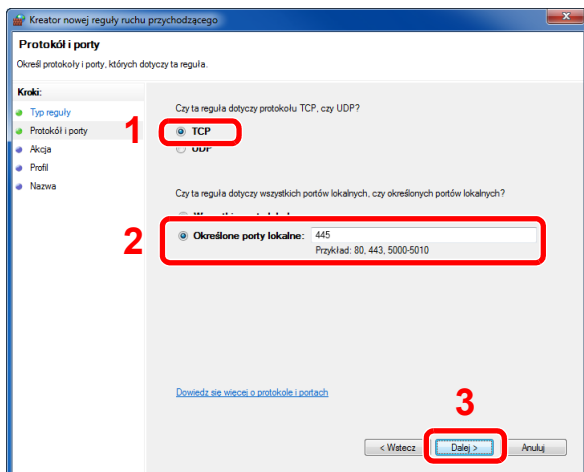 Kreator nowej reguły ruchu przychodzącego
Protokół i porty
Określ protokoły i porty, których dotyczy ta reguła.
Kroki:
Typ reguły
Protokół i porty
Akcja
Profil
Nazwa
Czy ta reguła dotyczy protokołu TCP, czy UDP?
1
TCP
UDP
Czy ta reguła dotyczy wszystkich portów lokalnych, czy określonych portów lokalnych?
2
Określone porty lokalne: 445
Przykład: 80, 443, 5000-5010
Dowiedz się więcej o protokole i portach
3
< Wstecz Dalej > Anuluj